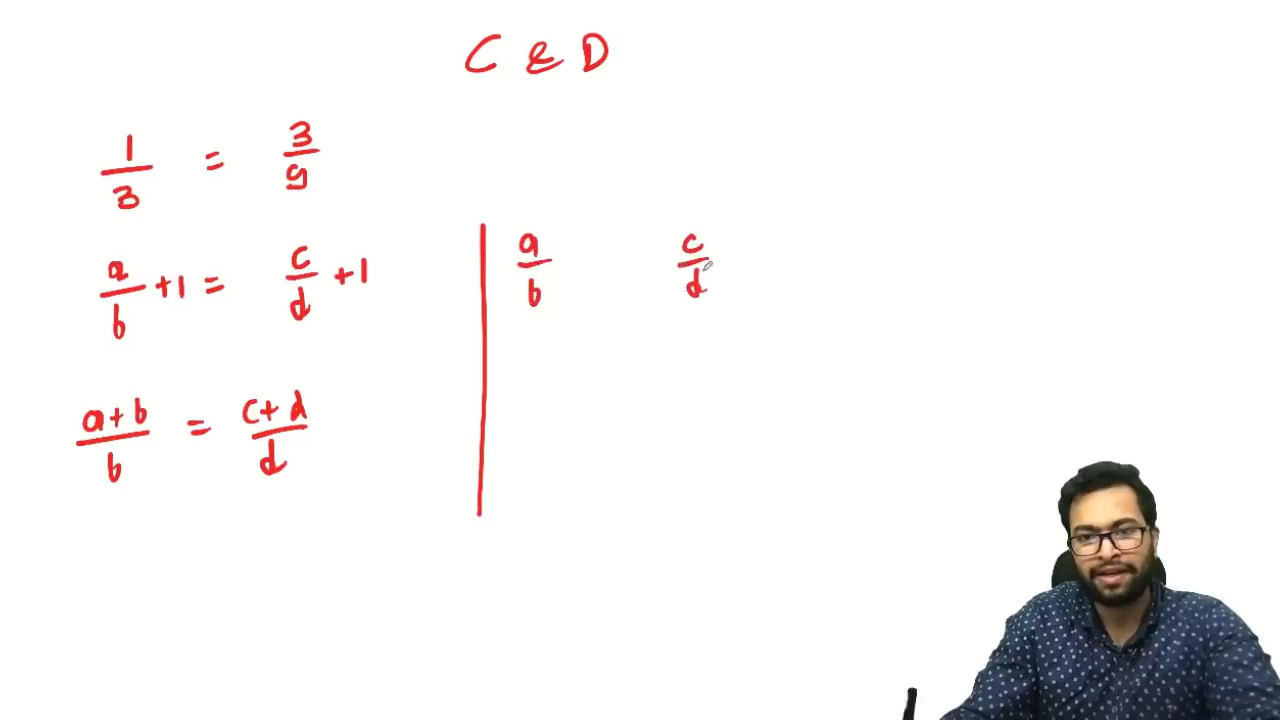 C & D
1/3 = 3/9
a/b +1 = c/d +1
a+b/b = c+d/d
a/b c/d